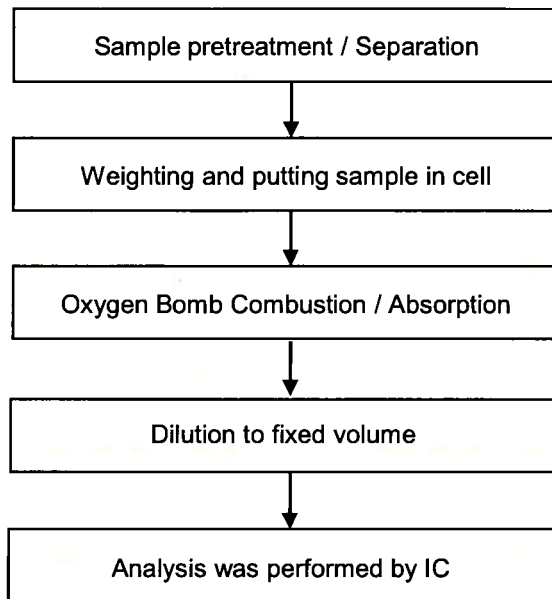 Sample pretreatment / Separation
Weighting and putting sample in cell
Oxygen Bomb Combustion / Absorption
Dilution to fixed volume
Analysis was performed by IC